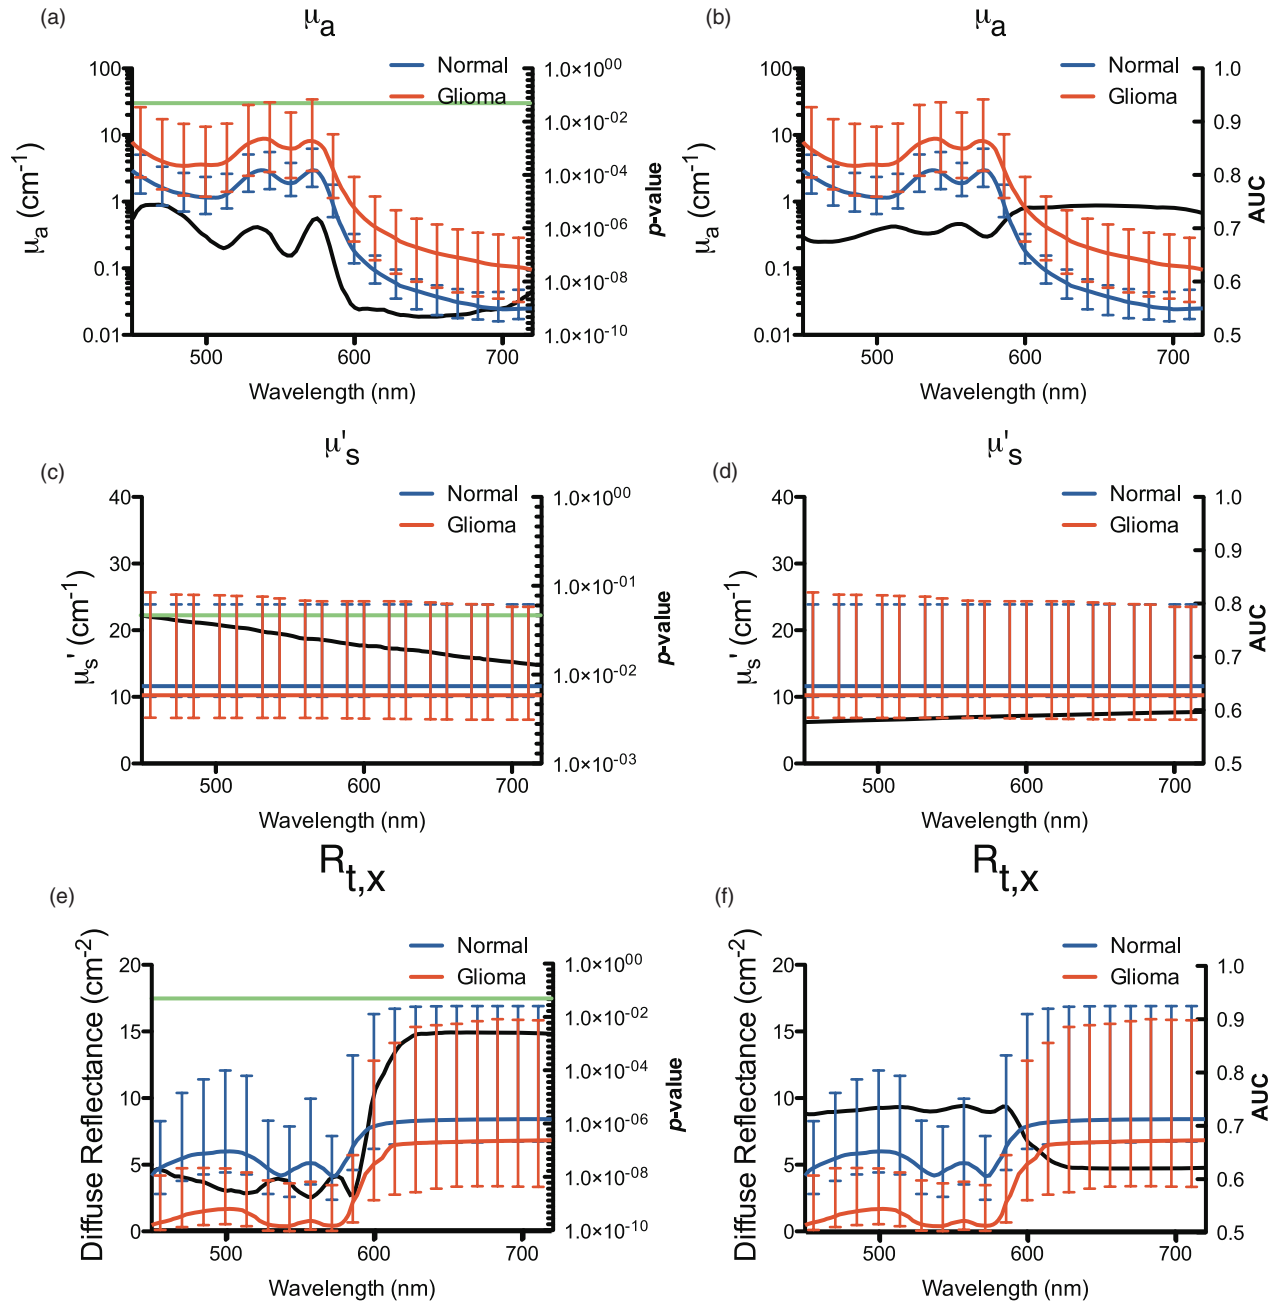 (a)
μa
Normal
Glioma
100
10
1
0.1
0.01
μa (cm-1)
1.0×10^00
1.0×10^-02
1.0×10^-04
1.0×10^-06
1.0×10^-08
1.0×10^-10
p-value
500 600 700
Wavelength (nm)
(b)
μa
Normal
Glioma
100
10
1
0.1
0.01
μa (cm-1)
1.0
0.9
0.8
0.7
0.6
0.5
AUC
500 600 700
Wavelength (nm)
(c)
μ's
Normal
Glioma
40
30
20
10
0
μs' (cm-1)
1.0×10^00
1.0×10^-01
1.0×10^-02
1.0×10^-03
p-value
500 600 700
Wavelength (nm)
(d)
μ's
Normal
Glioma
40
30
20
10
0
μs' (cm-1)
1.0
0.9
0.8
0.7
0.6
0.5
AUC
500 600 700
Wavelength (nm)
(e)
Rt,x
Normal
Glioma
20
15
10
5
0
Diffuse Reflectance (cm-2)
1.0×10^00
1.0×10^-02
1.0×10^-04
1.0×10^-06
1.0×10^-08
1.0×10^-10
p-value
500 600 700
Wavelength (nm)
(f)
Rt,x
Normal
Glioma
20
15
10
5
0
Diffuse Reflectance (cm-2)
1.0
0.9
0.8
0.7
0.6
0.5
AUC
500 600 700
Wavelength (nm)